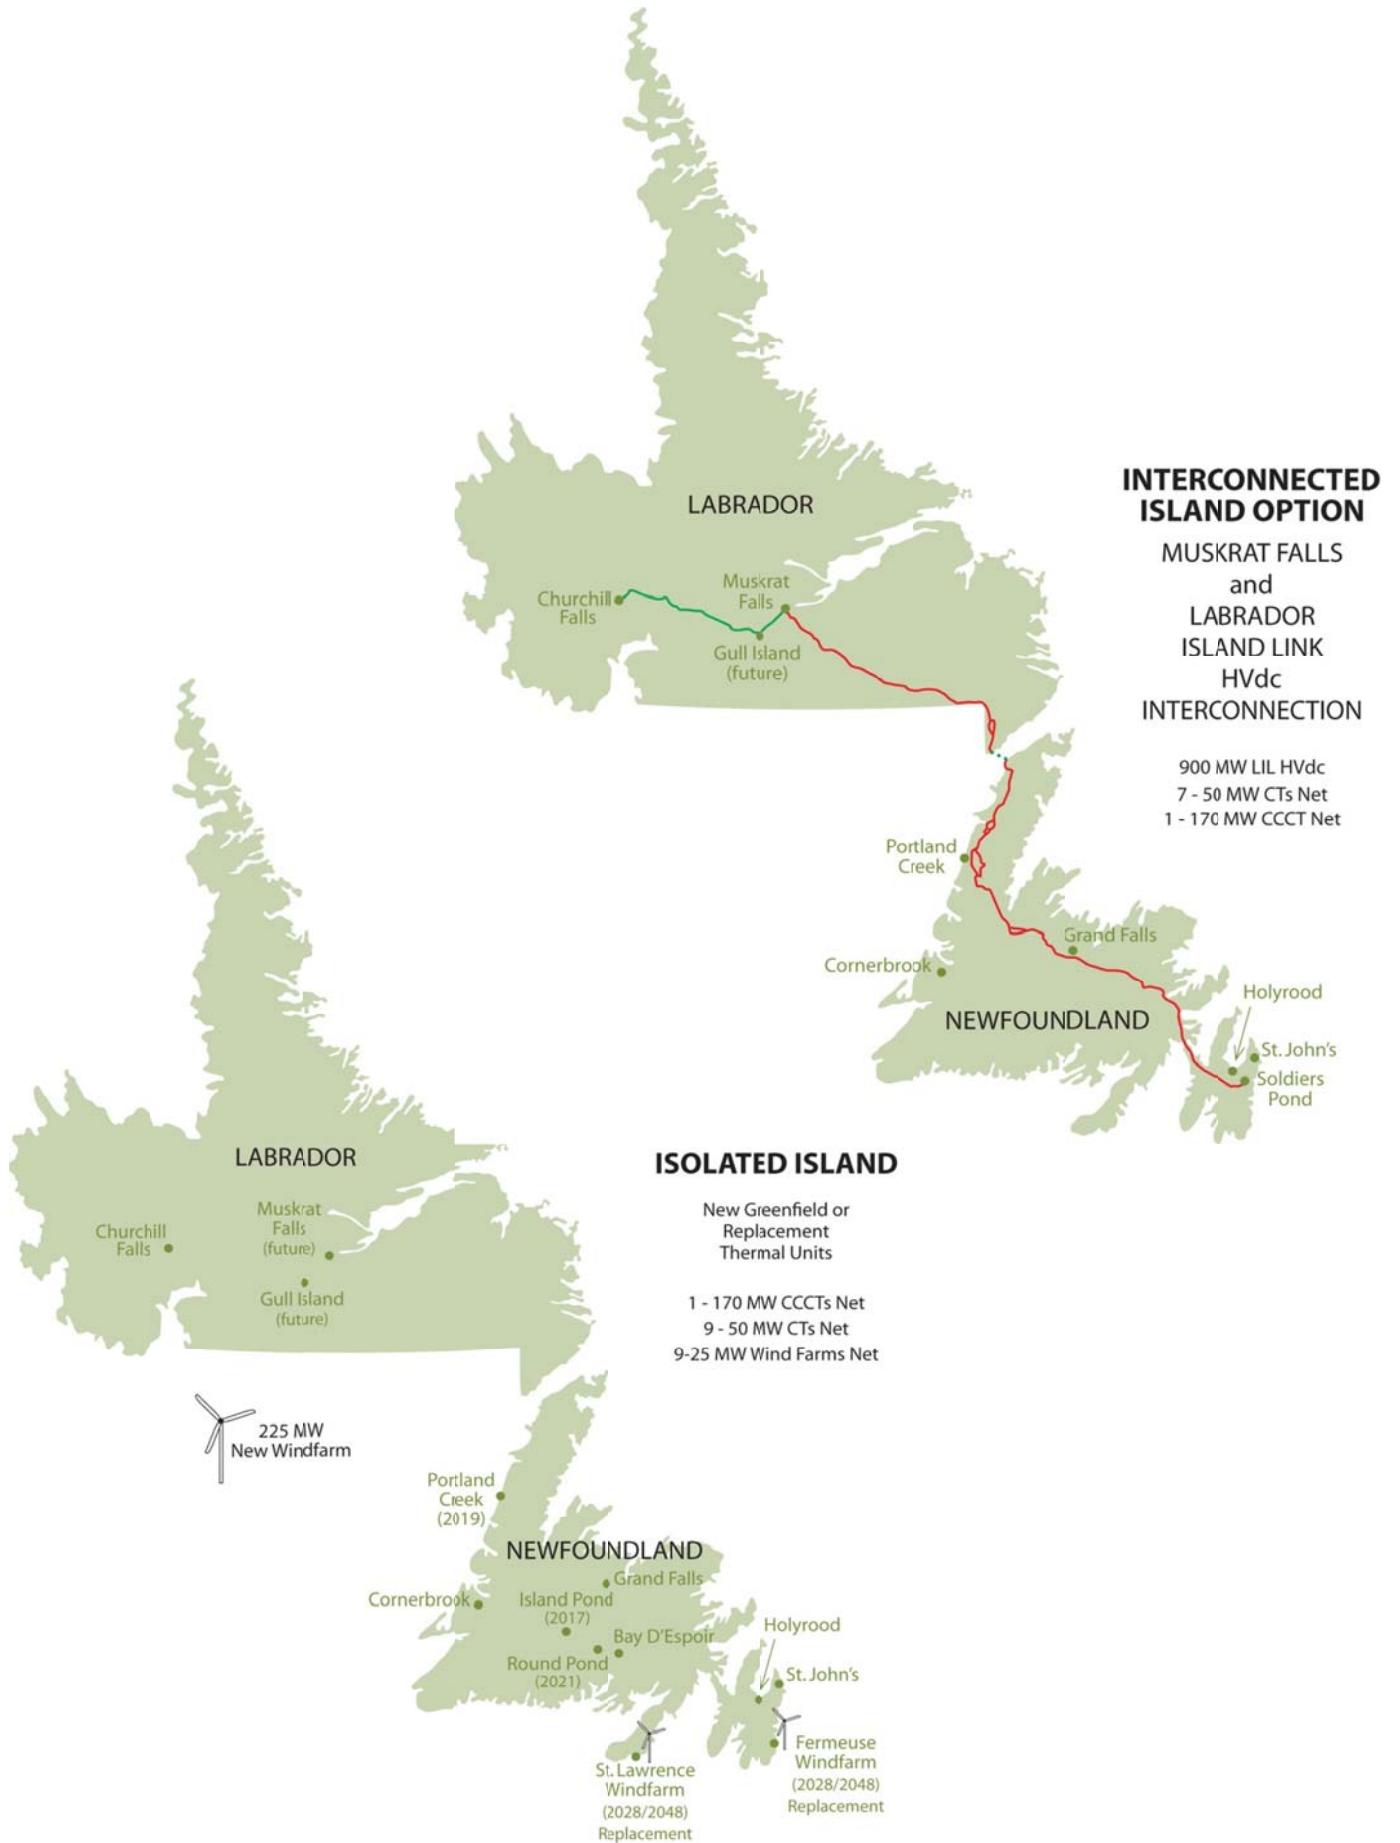 LABRADOR
Churchill
Falls
Muskrat
Falls
Gull Island
(future)
INTERCONNECTED
ISLAND OPTION
MUSKRAT FALLS
and
LABRADOR
ISLAND LINK
HVdc
INTERCONNECTION
900 MW LIL HVdc
7 - 50 MW CTs Net
1 - 170 MW CCCT Net
Portland
Creek
Grand Falls
Cornerbrook
NEWFOUNDLAND
Holyrood
St. John's
Soldiers
Pond
LABRADOR
Churchill
Falls
Muskrat
Falls
(future)
Gull Island
(future)
ISOLATED ISLAND
New Greenfield or
Replacement
Thermal Units
1 - 170 MW CCCTs Net
9 - 50 MW CTs Net
9-25 MW Wind Farms Net
225 MW
New Windfarm
Portland
Creek
(2019)
NEWFOUNDLAND
Grand Falls
Cornerbrook
Island Pond
(2017)
Bay D'Espoir
Round Pond
(2021)
Holyrood
St. John's
Fermeuse
Windfarm
(2028/2048)
Replacement
St. Lawrence
Windfarm
(2028/2048)
Replacement